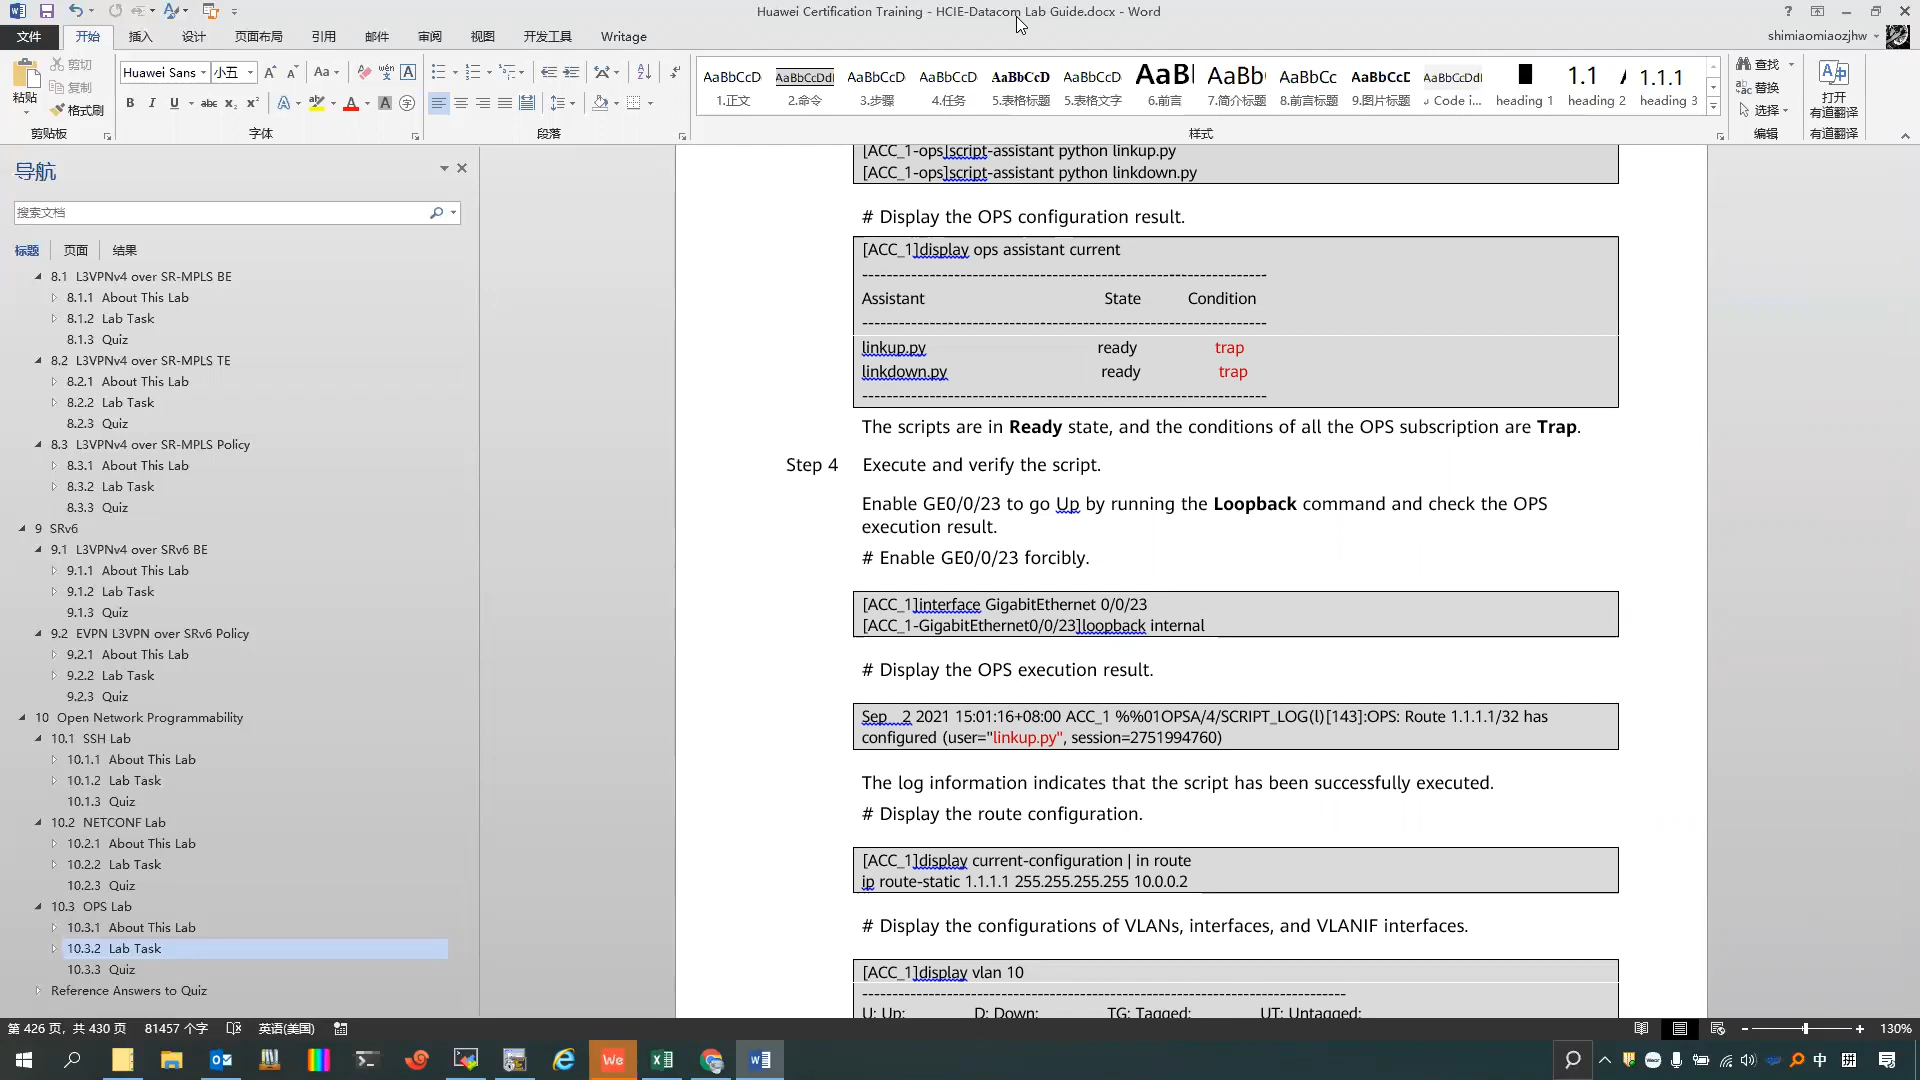 Huawei Certification Training - HCIE-Datacom Lab Guide.docx - Word
文件 开始 插入 设计 页面布局 引用 邮件 审阅 视图 开发工具 Writage
shimiaomiaozjhw
粘贴
剪切
复制
格式刷
剪贴板
Huawei Sans 小五
字体
段落
AaBbCcD 1.正文
AaBbCcDdI 2.命令
AaBbCcD 3.步骤
AaBbCcD 4.任务
AaBbCcD 5.表格标题
AaBbCcD 5.表格文字
AaBl 6.前言
AaBb 7.简介标题
AaBbCc 8.前言标题
AaBbCcE 9.图片标题
AaBbCcDdI Code i...
heading 1
1.1 heading 2
1.1.1 heading 3
样式
查找
替换
选择
编辑
打开
有道翻译
有道翻译
导航
搜索文档
标题 页面 结果
8.1 L3VPNv4 over SR-MPLS BE
8.1.1 About This Lab
8.1.2 Lab Task
8.1.3 Quiz
8.2 L3VPNv4 over SR-MPLS TE
8.2.1 About This Lab
8.2.2 Lab Task
8.2.3 Quiz
8.3 L3VPNv4 over SR-MPLS Policy
8.3.1 About This Lab
8.3.2 Lab Task
8.3.3 Quiz
9 SRv6
9.1 L3VPNv4 over SRv6 BE
9.1.1 About This Lab
9.1.2 Lab Task
9.1.3 Quiz
9.2 EVPN L3VPN over SRv6 Policy
9.2.1 About This Lab
9.2.2 Lab Task
9.2.3 Quiz
10 Open Network Programmability
10.1 SSH Lab
10.1.1 About This Lab
10.1.2 Lab Task
10.1.3 Quiz
10.2 NETCONF Lab
10.2.1 About This Lab
10.2.2 Lab Task
10.2.3 Quiz
10.3 OPS Lab
10.3.1 About This Lab
10.3.2 Lab Task
10.3.3 Quiz
Reference Answers to Quiz
[ACC_1-ops]script-assistant python linkup.py
[ACC_1-ops]script-assistant python linkdown.py
# Display the OPS configuration result.
[ACC_1]display ops assistant current
--------------------------------------------------------------------
Assistant State Condition
--------------------------------------------------------------------
linkup.py ready trap
linkdown.py ready trap
--------------------------------------------------------------------
The scripts are in Ready state, and the conditions of all the OPS subscription are Trap.
Step 4 Execute and verify the script.
Enable GE0/0/23 to go Up by running the Loopback command and check the OPS
execution result.
# Enable GE0/0/23 forcibly.
[ACC_1]interface GigabitEthernet 0/0/23
[ACC_1-GigabitEthernet0/0/23]loopback internal
# Display the OPS execution result.
Sep 2 2021 15:01:16+08:00 ACC_1 %%01OPSA/4/SCRIPT_LOG(l)[143]:OPS: Route 1.1.1.1/32 has
configured (user="linkup.py", session=2751994760)
The log information indicates that the script has been successfully executed.
# Display the route configuration.
[ACC_1]display current-configuration | in route
ip route-static 1.1.1.1 255.255.255.255 10.0.0.2
# Display the configurations of VLANs, interfaces, and VLANIF interfaces.
[ACC_1]display vlan 10
--------------------------------------------------------------------------------
U: Up; D: Down; TG: Tagged; UT: Untagged;
第 426 页，共 430 页 81457 个字 英语(美国) 130%
We
中